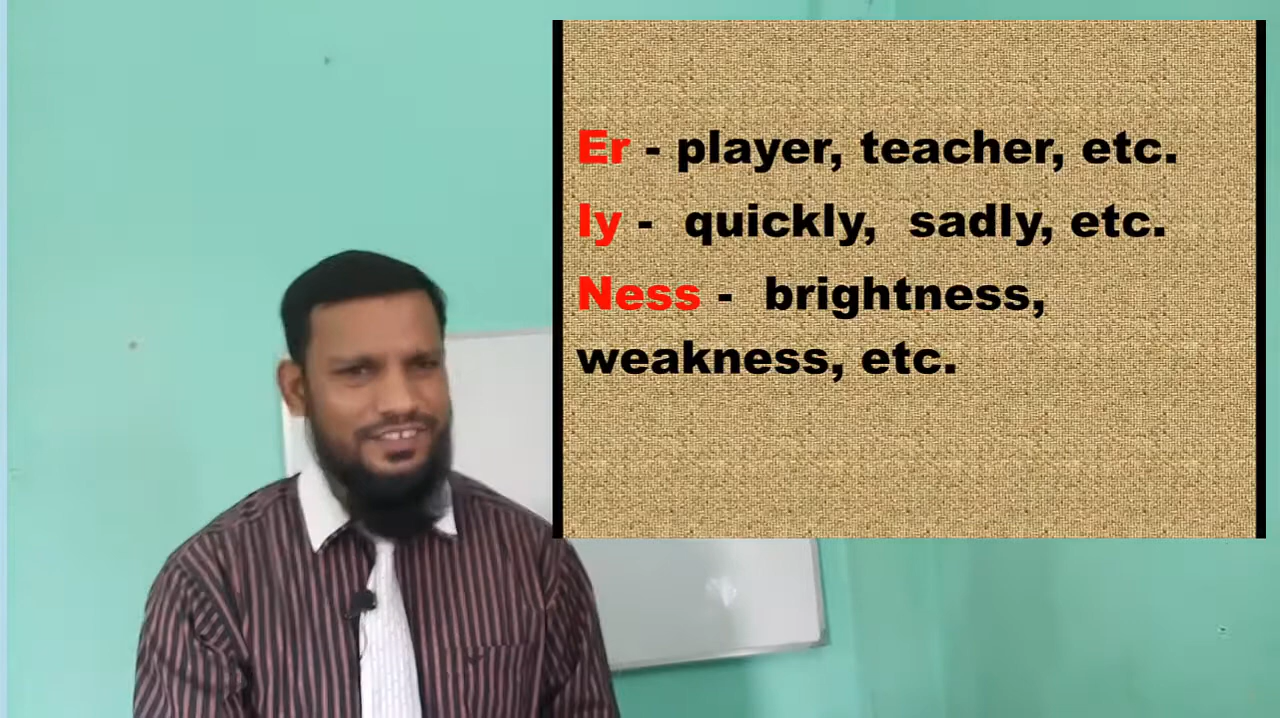 Er - player, teacher, etc.
ly - quickly, sadly, etc.
Ness - brightness,
weakness, etc.